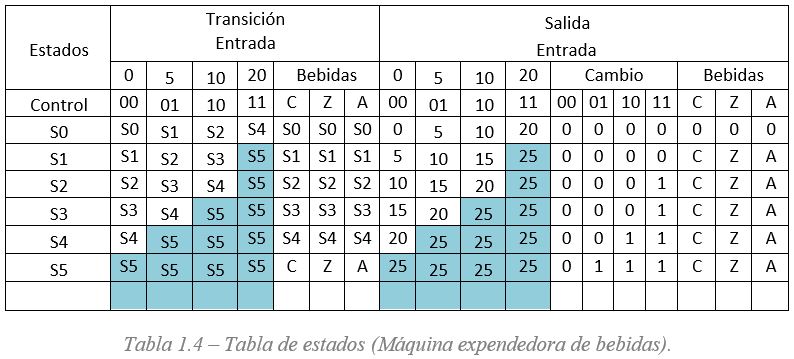 Estados Transición Entrada Salida Entrada
0 5 10 20 Bebidas 0 5 10 20 Cambio Bebidas
Control 00 01 10 11 C Z A 00 01 10 11 00 01 10 11 C Z A
S0 S0 S1 S2 S4 S0 S0 S0 0 5 10 20 0 0 0 0 0 0 0
S1 S1 S2 S3 S5 S1 S1 S1 5 10 15 25 0 0 0 0 C Z A
S2 S2 S3 S4 S5 S2 S2 S2 10 15 20 25 0 0 0 1 C Z A
S3 S3 S4 S5 S5 S3 S3 S3 15 20 25 25 0 0 0 1 C Z A
S4 S4 S5 S5 S5 S4 S4 S4 20 25 25 25 0 0 1 1 C Z A
S5 S5 S5 S5 S5 C Z A 25 25 25 25 0 1 1 1 C Z A
Tabla 1.4 – Tabla de estados (Máquina expendedora de bebidas).